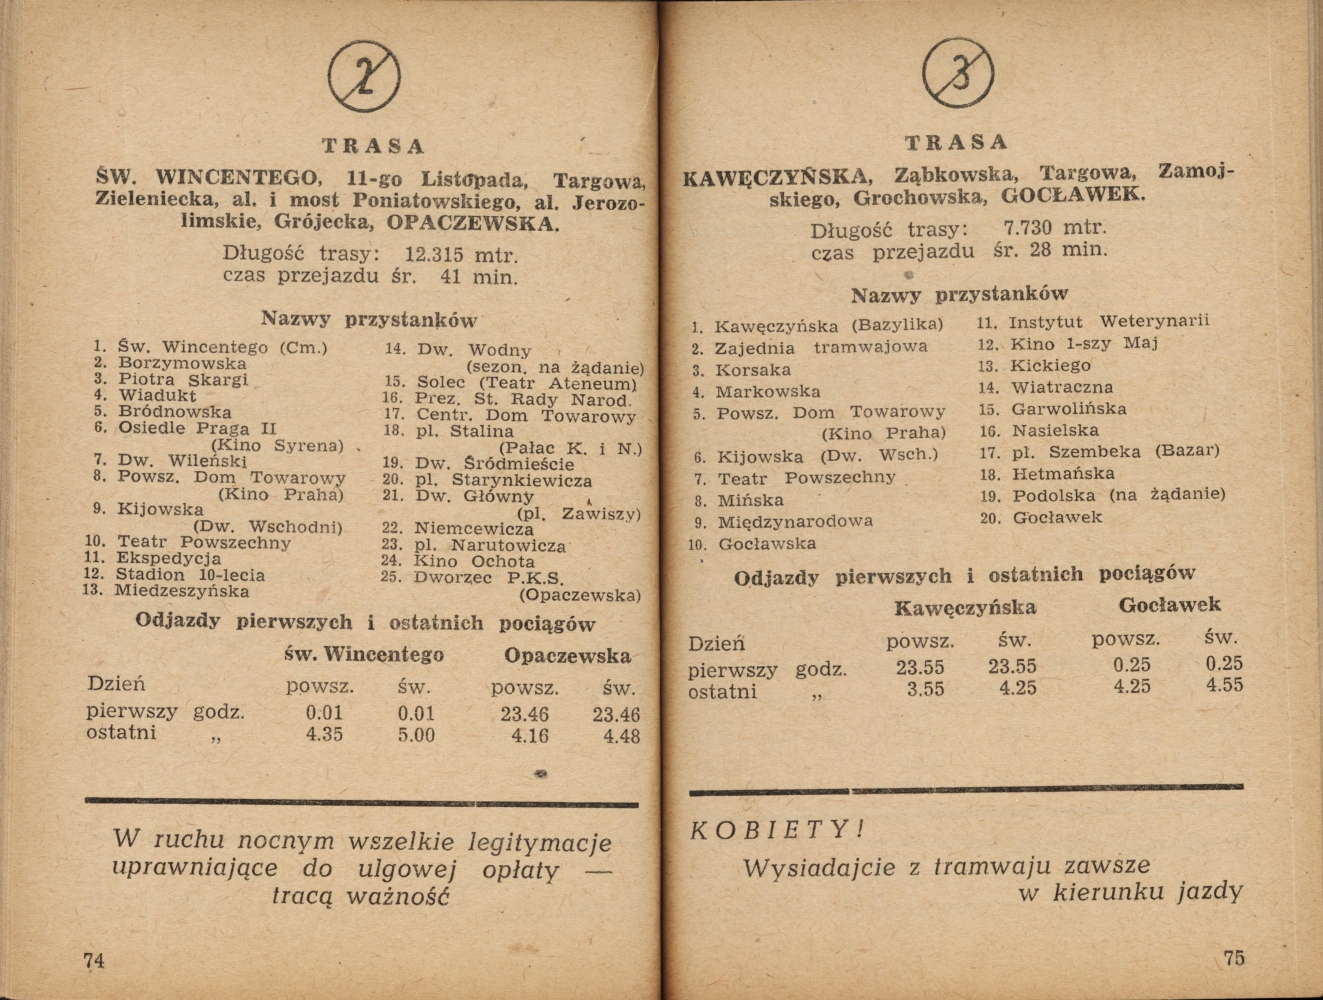 2
TRASA
ŚW. WINCENTEGO, 11-go Listopada, Targowa,
Zieleniecka, al. i most Poniatowskiego, al. Jerozo-
limskie, Grójecka, OPACZEWSKA.
Długość trasy: 12.315 mtr.
czas przejazdu śr. 41 min.
Nazwy przystanków
1. Św. Wincentego (Cm.)
2. Borzymowska
3. Piotra Skargi
4. Wiadukt
5. Bródnowska
6. Osiedle Praga II
(Kino Syrena)
7. Dw. Wileński
8. Powsz. Dom Towarowy
(Kino Praha)
9. Kijowska
(Dw. Wschodni)
10. Teatr Powszechny
11. Ekspedycja
12. Stadion 10-lecia
13. Miedzeszyńska
14. Dw. Wodny
(sezon. na żądanie)
15. Solec (Teatr Ateneum)
16. Prez. St. Rady Narod.
17. Centr. Dom Towarowy
18. pl. Stalina
(Pałac K. i N.)
19. Dw. Śródmieście
20. pl. Starynkiewicza
21. Dw. Główny
(pl. Zawiszy)
22. Niemcewicza
23. pl. Narutowicza
24. Kino Ochota
25. Dworzec P.K.S.
(Opaczewska)
Odjazdy pierwszych i ostatnich pociągów
św. Wincentego Opaczewska
Dzień powsz. św. powsz. św.
pierwszy godz. 0.01 0.01 23.46 23.46
ostatni „ 4.35 5.00 4.16 4.48
W ruchu nocnym wszelkie legitymacje
uprawniające do ulgowej opłaty —
tracą ważność
74
3
TRASA
KAWĘCZYŃSKA, Ząbkowska, Targowa, Zamoj-
skiego, Grochowska, GOCŁAWEK.
Długość trasy: 7.730 mtr.
czas przejazdu śr. 28 min.
Nazwy przystanków
1. Kawęczyńska (Bazylika)
2. Zajednia tramwajowa
3. Korsaka
4. Markowska
5. Powsz. Dom Towarowy
(Kino Praha)
6. Kijowska (Dw. Wsch.)
7. Teatr Powszechny
8. Mińska
9. Międzynarodowa
10. Gocławska
11. Instytut Weterynarii
12. Kino 1-szy Maj
13. Kickiego
14. Wiatraczna
15. Garwolińska
16. Nasielska
17. pl. Szembeka (Bazar)
18. Hetmańska
19. Podolska (na żądanie)
20. Gocławek
Odjazdy pierwszych i ostatnich pociągów
Kawęczyńska Gocławek
Dzień powsz. św. powsz. św.
pierwszy godz. 23.55 23.55 0.25 0.25
ostatni „ 3.55 4.25 4.25 4.55
KOBIETY!
Wysiadajcie z tramwaju zawsze
w kierunku jazdy
75